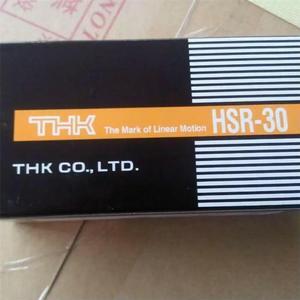 THK The Mark of Linear Motion HSR-30
THK CO., LTD.